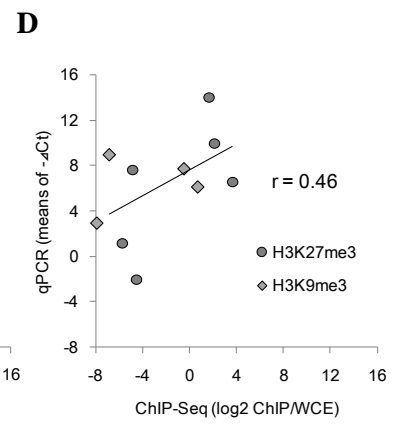 D
16
12
8
4
0
-4
-8
qPCR (means of -⊿Ct)
r = 0.46
H3K27me3
H3K9me3
16
-8 -4 0 4 8 12 16
ChIP-Seq (log2 ChIP/WCE)